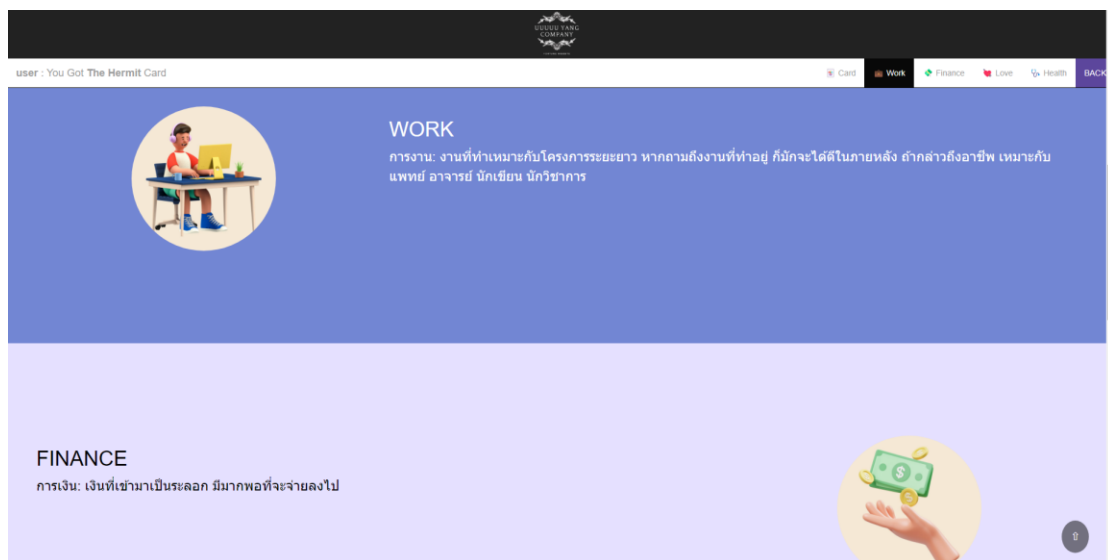 UUUUU YANG
COMPANY
user : You Got The Hermit Card
Card
Work
Finance
Love
Health
BACK
WORK
การงาน: งานที่ทำเหมาะกับโครงการระยะยาว หากถามถึงงานที่ทำอยู่ ก็มักจะได้ดีในภายหลัง ถ้ากล่าวถึงอาชีพ เหมาะกับ
แพทย์ อาจารย์ นักเขียน นักวิชาการ
FINANCE
การเงิน: เงินที่เข้ามาเป็นระลอก มีมากพอที่จะจ่ายลงไป